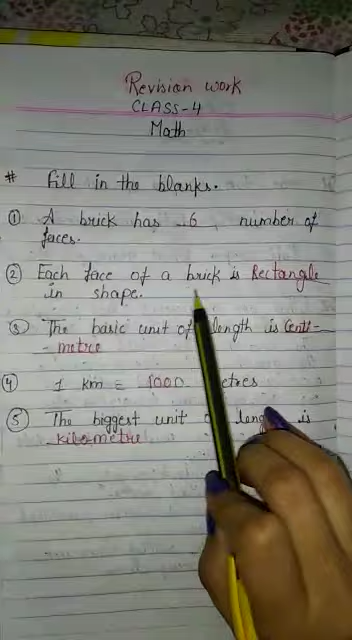 Revision work
CLASS-4
Math
# Fill in the blanks.
① A brick has 6 number of
faces.
② Each face of a brick is Rectangle
in shape.
③ The basic unit of length is Centi-
-metre
④ 1 km = 1000 metres
⑤ The biggest unit of length is
kilometre